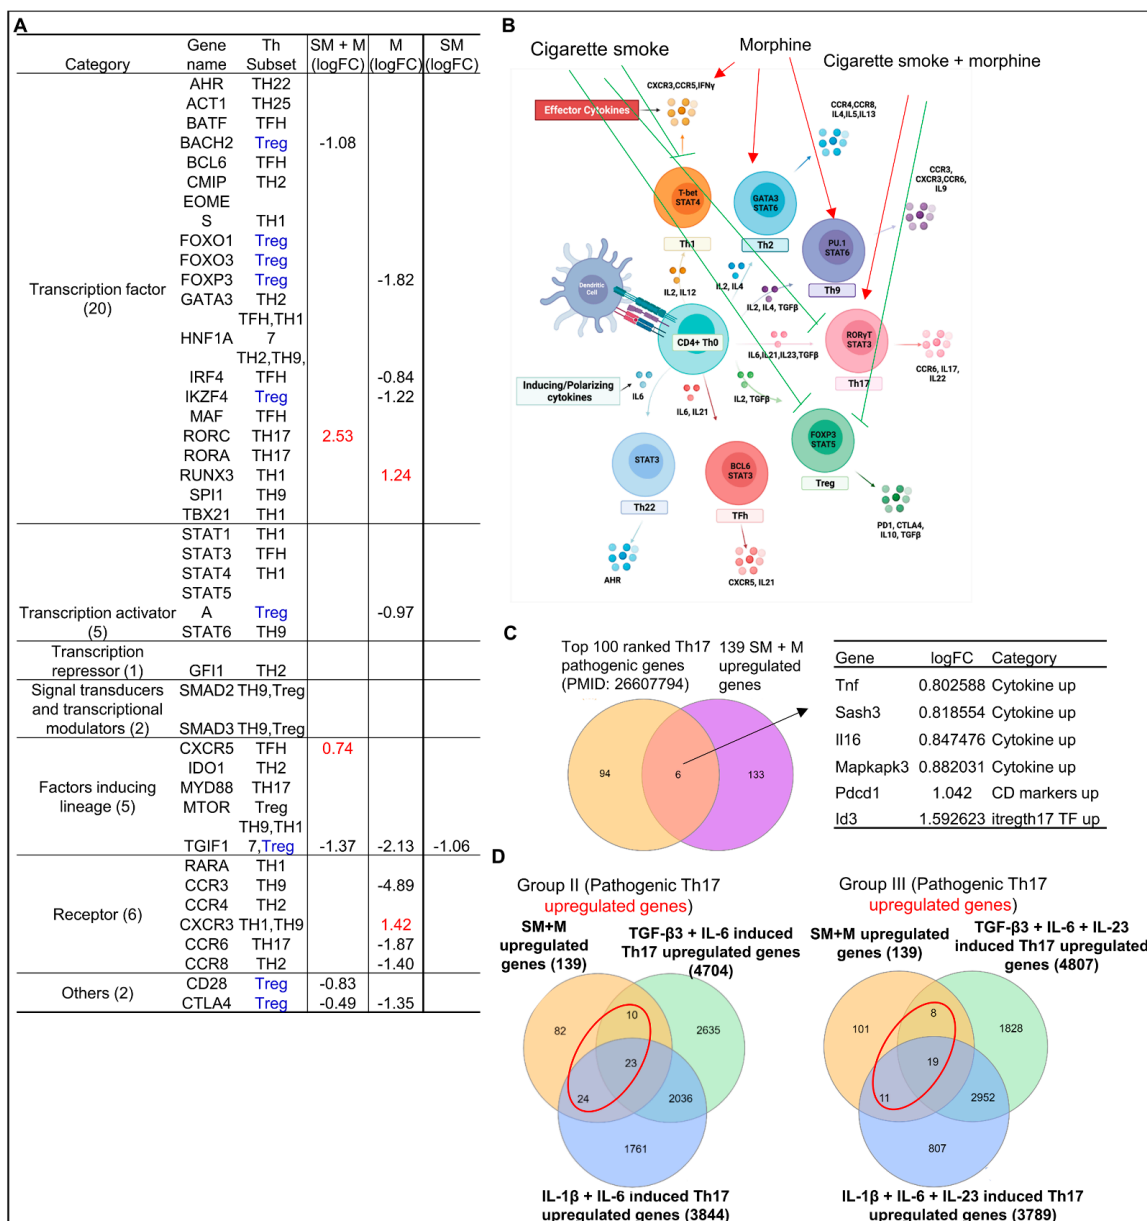 A
Category Gene name Th Subset SM + M (logFC) M (logFC) SM (logFC)
Transcription factor (20)
AHR TH22
ACT1 TH25
BATF TFH
BACH2 Treg -1.08
BCL6 TFH
CMIP TH2
EOME
S TH1
FOXO1 Treg
FOXO3 Treg
FOXP3 Treg -1.82
GATA3 TH2
TFH,TH1
HNF1A 7
TH2,TH9,
IRF4 TFH -0.84
IKZF4 Treg -1.22
MAF TFH
RORC TH17 2.53
RORA TH17
RUNX3 TH1 1.24
SPI1 TH9
TBX21 TH1
Transcription activator (5)
STAT1 TH1
STAT3 TFH
STAT4 TH1
STAT5
A Treg -0.97
STAT6 TH9
Transcription repressor (1)
GFI1 TH2
Signal transducers and transcriptional modulators (2)
SMAD2 TH9,Treg
SMAD3 TH9,Treg
Factors inducing lineage (5)
CXCR5 TFH 0.74
IDO1 TH2
MYD88 TH17
MTOR Treg
TH9,TH1
TGIF1 7,Treg -1.37 -2.13 -1.06
Receptor (6)
RARA TH1
CCR3 TH9 -4.89
CCR4 TH2
CXCR3 TH1,TH9 1.42
CCR6 TH17 -1.87
CCR8 TH2 -1.40
Others (2)
CD28 Treg -0.83
CTLA4 Treg -0.49 -1.35
B
Cigarette smoke
Morphine
Cigarette smoke + morphine
CXCR3,CCR5,IFNγ
Effector Cytokines
CCR4,CCR8,
IL4,IL5,IL13
CCR3,
CXCR3,CCR6,
IL9
T-bet
STAT4
Th1
GATA3
STAT6
Th2
PU.1
STAT6
Th9
Dendritic
Cell
IL2, IL12
IL2, IL4
IL2, IL4, TGFβ
CD4+ Th0
IL6,IL21,IL23,TGFβ
RORγT
STAT3
Th17
CCR6, IL17,
IL22
Inducing/Polarizing
cytokines
IL6
IL6, IL21
IL2, TGFβ
STAT3
Th22
BCL6
STAT3
TFh
FOXP3
STAT5
Treg
PD1, CTLA4,
IL10, TGFβ
AHR
CXCR5, IL21
C
Top 100 ranked Th17
pathogenic genes
(PMID: 26607794)
139 SM + M
upregulated
genes
94
6
133
Gene logFC Category
Tnf 0.802588 Cytokine up
Sash3 0.818554 Cytokine up
Il16 0.847476 Cytokine up
Mapkapk3 0.882031 Cytokine up
Pdcd1 1.042 CD markers up
Id3 1.592623 itregth17 TF up
D
Group II (Pathogenic Th17
upregulated genes)
SM+M
upregulated
genes (139)
TGF-β3 + IL-6 induced
Th17 upregulated genes
(4704)
82
10
2635
23
24
2036
1761
IL-1β + IL-6 induced Th17
upregulated genes (3844)
Group III (Pathogenic Th17
upregulated genes)
SM+M upregulated
genes (139)
TGF-β3 + IL-6 + IL-23
induced Th17 upregulated
genes (4807)
101
8
1828
19
11
2952
807
IL-1β + IL-6 + IL-23 induced Th17
upregulated genes (3789)